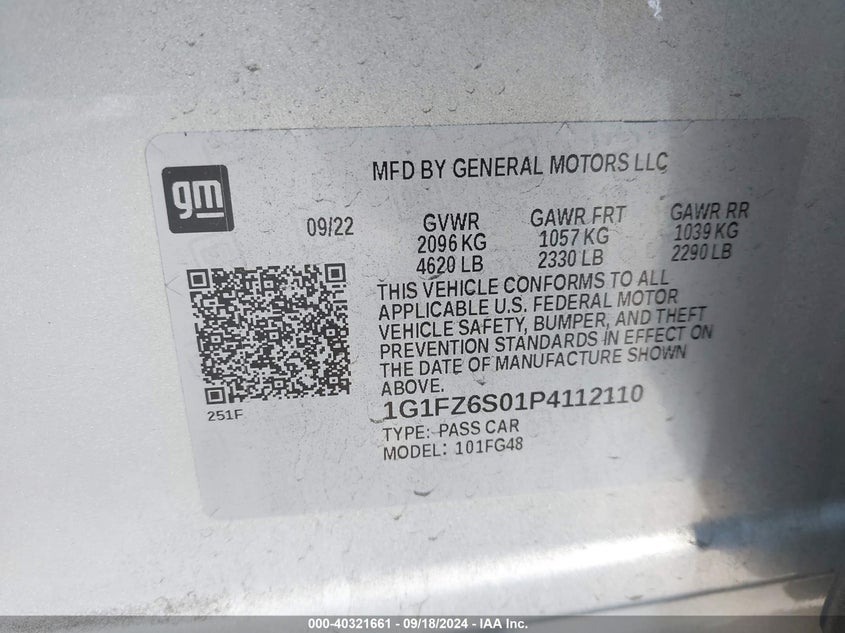 gm
MFD BY GENERAL MOTORS LLC
09/22
GVWR GAWR FRT GAWR RR
2096 KG 1057 KG 1039 KG
4620 LB 2330 LB 2290 LB
THIS VEHICLE CONFORMS TO ALL
APPLICABLE U.S. FEDERAL MOTOR
VEHICLE SAFETY, BUMPER, AND THEFT
PREVENTION STANDARDS IN EFFECT ON
THE DATE OF MANUFACTURE SHOWN
ABOVE.
251F
1G1FZ6S01P4112110
TYPE: PASS CAR
MODEL: 101FG48
000-40321661 - 09/18/2024 - IAA Inc.